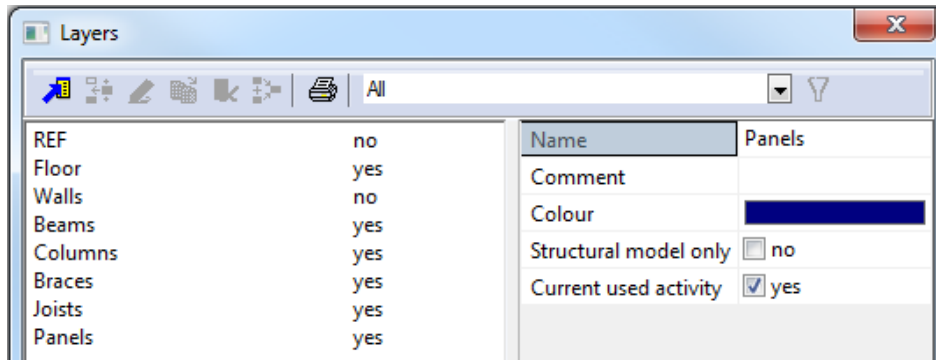 Layers
All
REF no
Floor yes
Walls no
Beams yes
Columns yes
Braces yes
Joists yes
Panels yes
Name Panels
Comment
Colour
Structural model only no
Current used activity yes